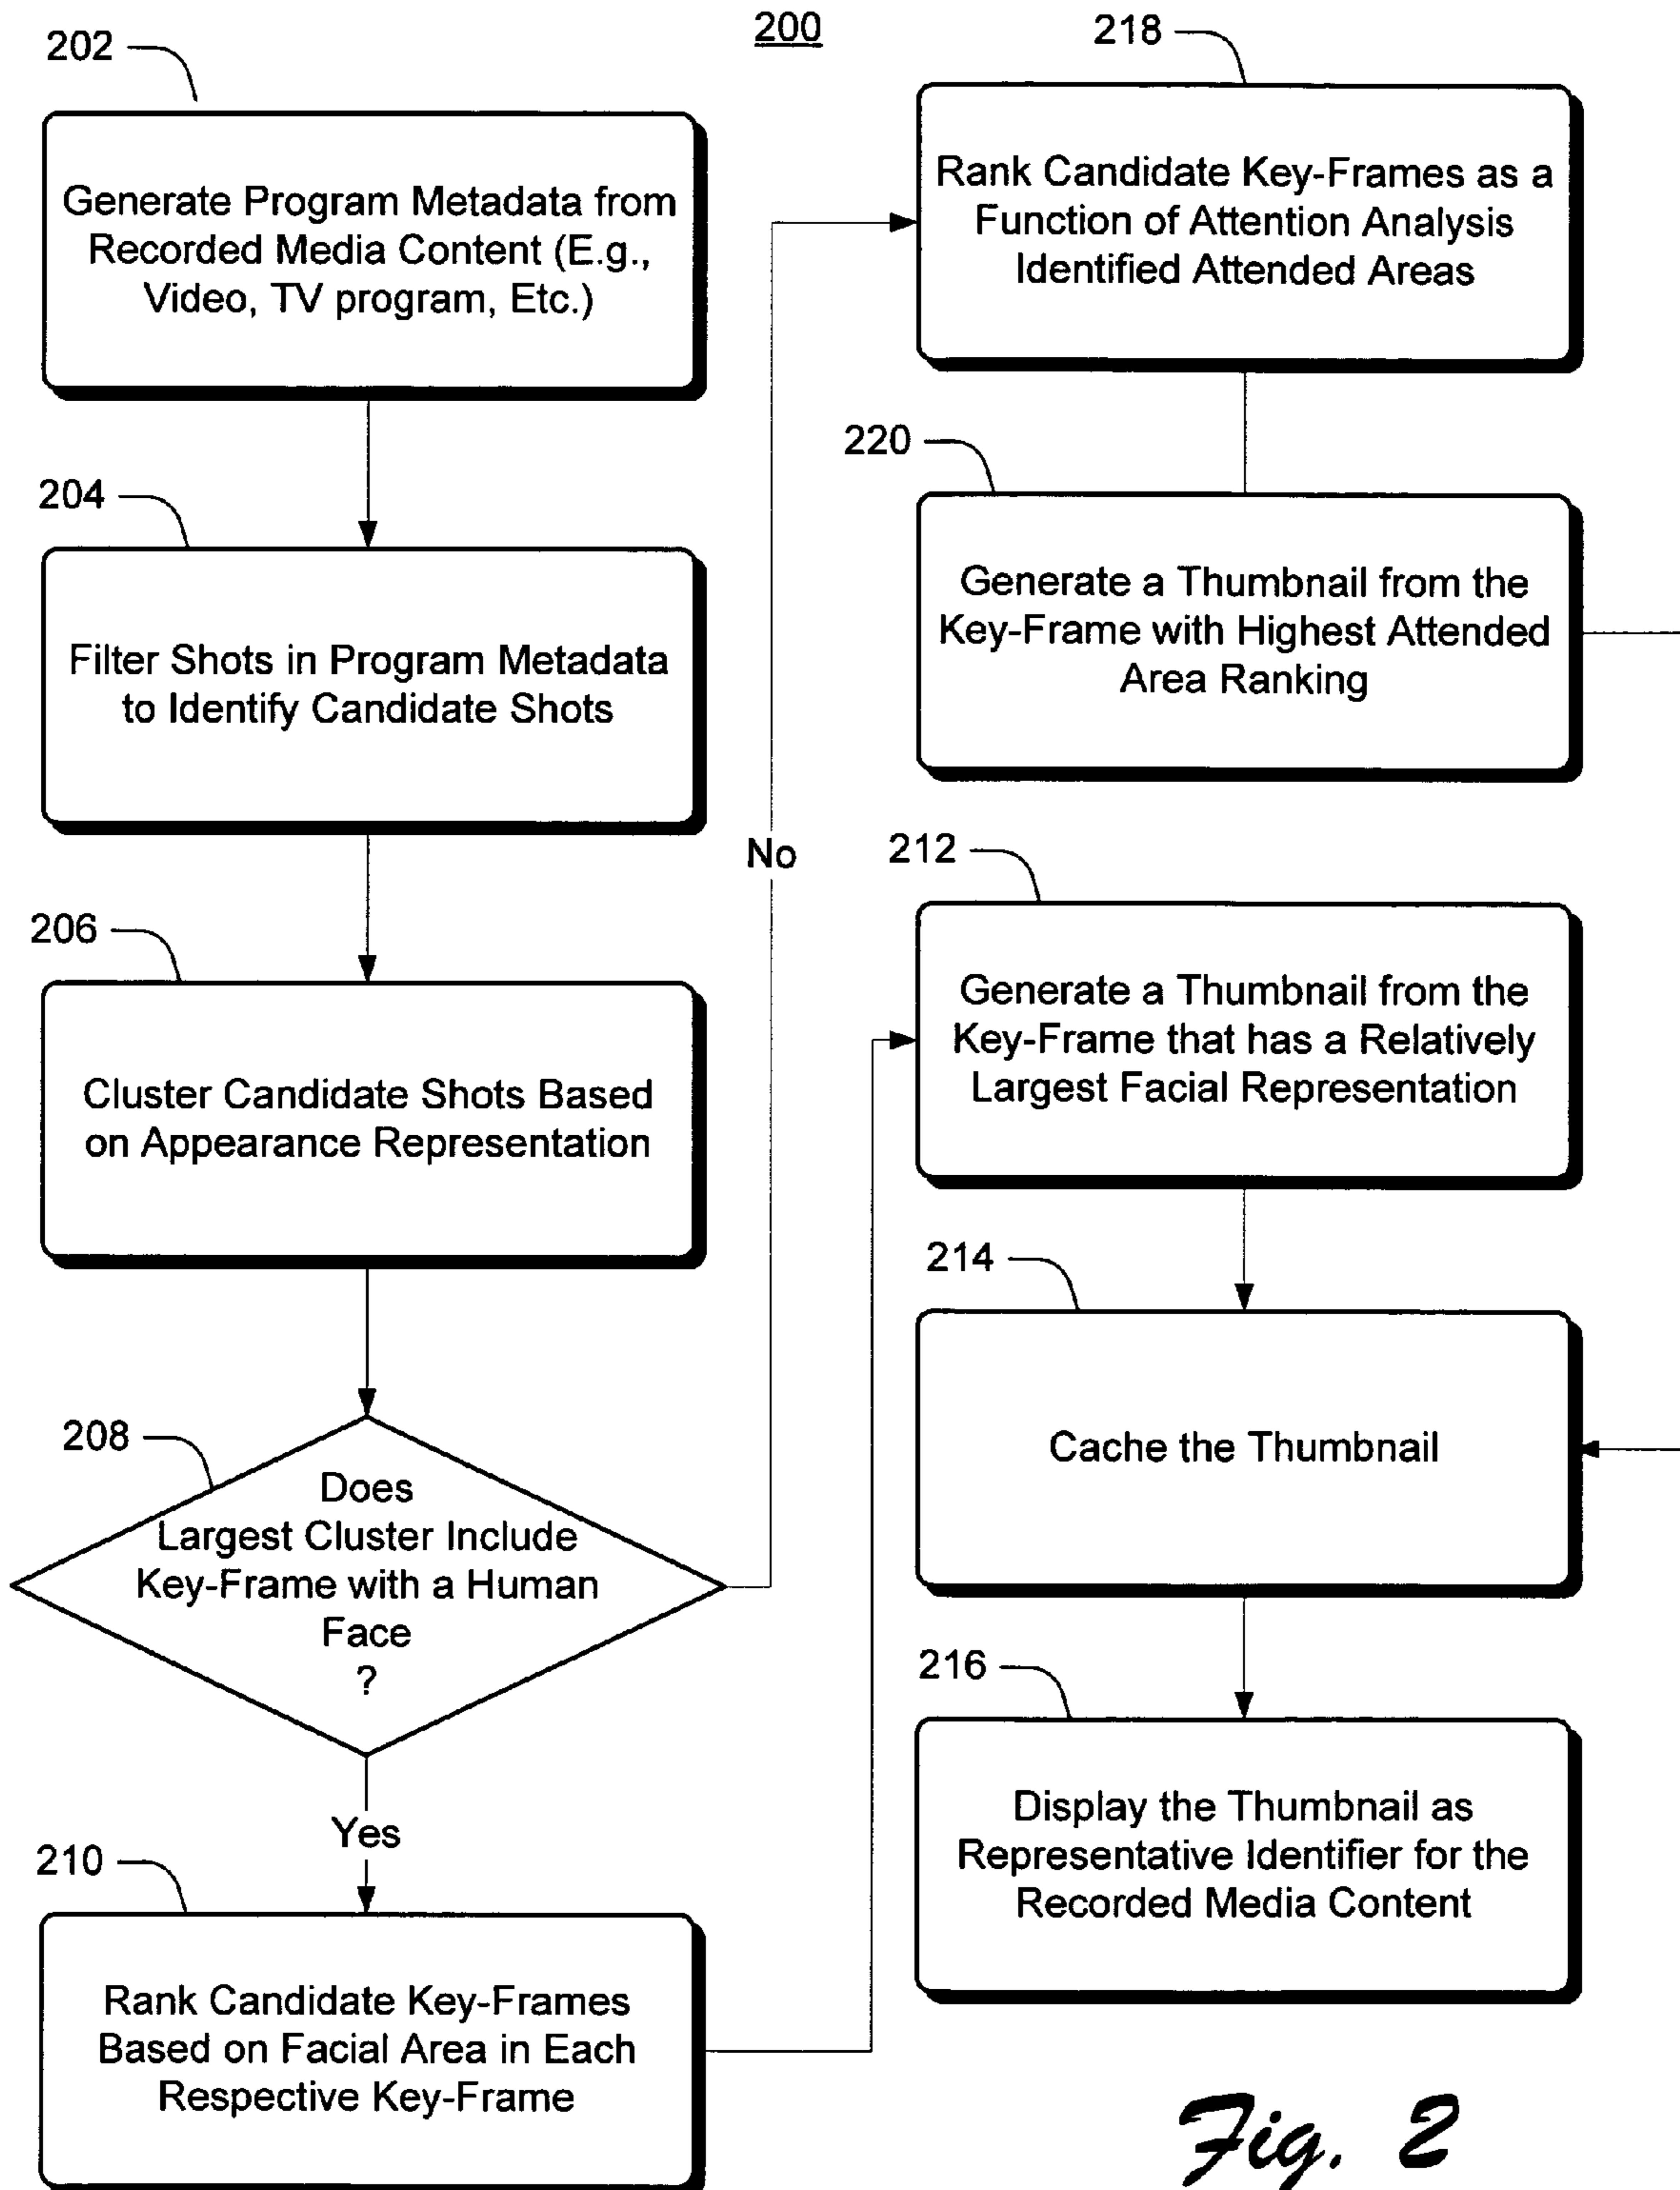 200
202
Generate Program Metadata from
Recorded Media Content (E.g.,
Video, TV program, Etc.)
204
Filter Shots in Program Metadata
to Identify Candidate Shots
206
Cluster Candidate Shots Based
on Appearance Representation
208
Does
Largest Cluster Include
Key-Frame with a Human
Face
?
No
Yes
210
Rank Candidate Key-Frames
Based on Facial Area in Each
Respective Key-Frame
218
Rank Candidate Key-Frames as a
Function of Attention Analysis
Identified Attended Areas
220
Generate a Thumbnail from the
Key-Frame with Highest Attended
Area Ranking
212
Generate a Thumbnail from the
Key-Frame that has a Relatively
Largest Facial Representation
214
Cache the Thumbnail
216
Display the Thumbnail as
Representative Identifier for the
Recorded Media Content
Fig. 2